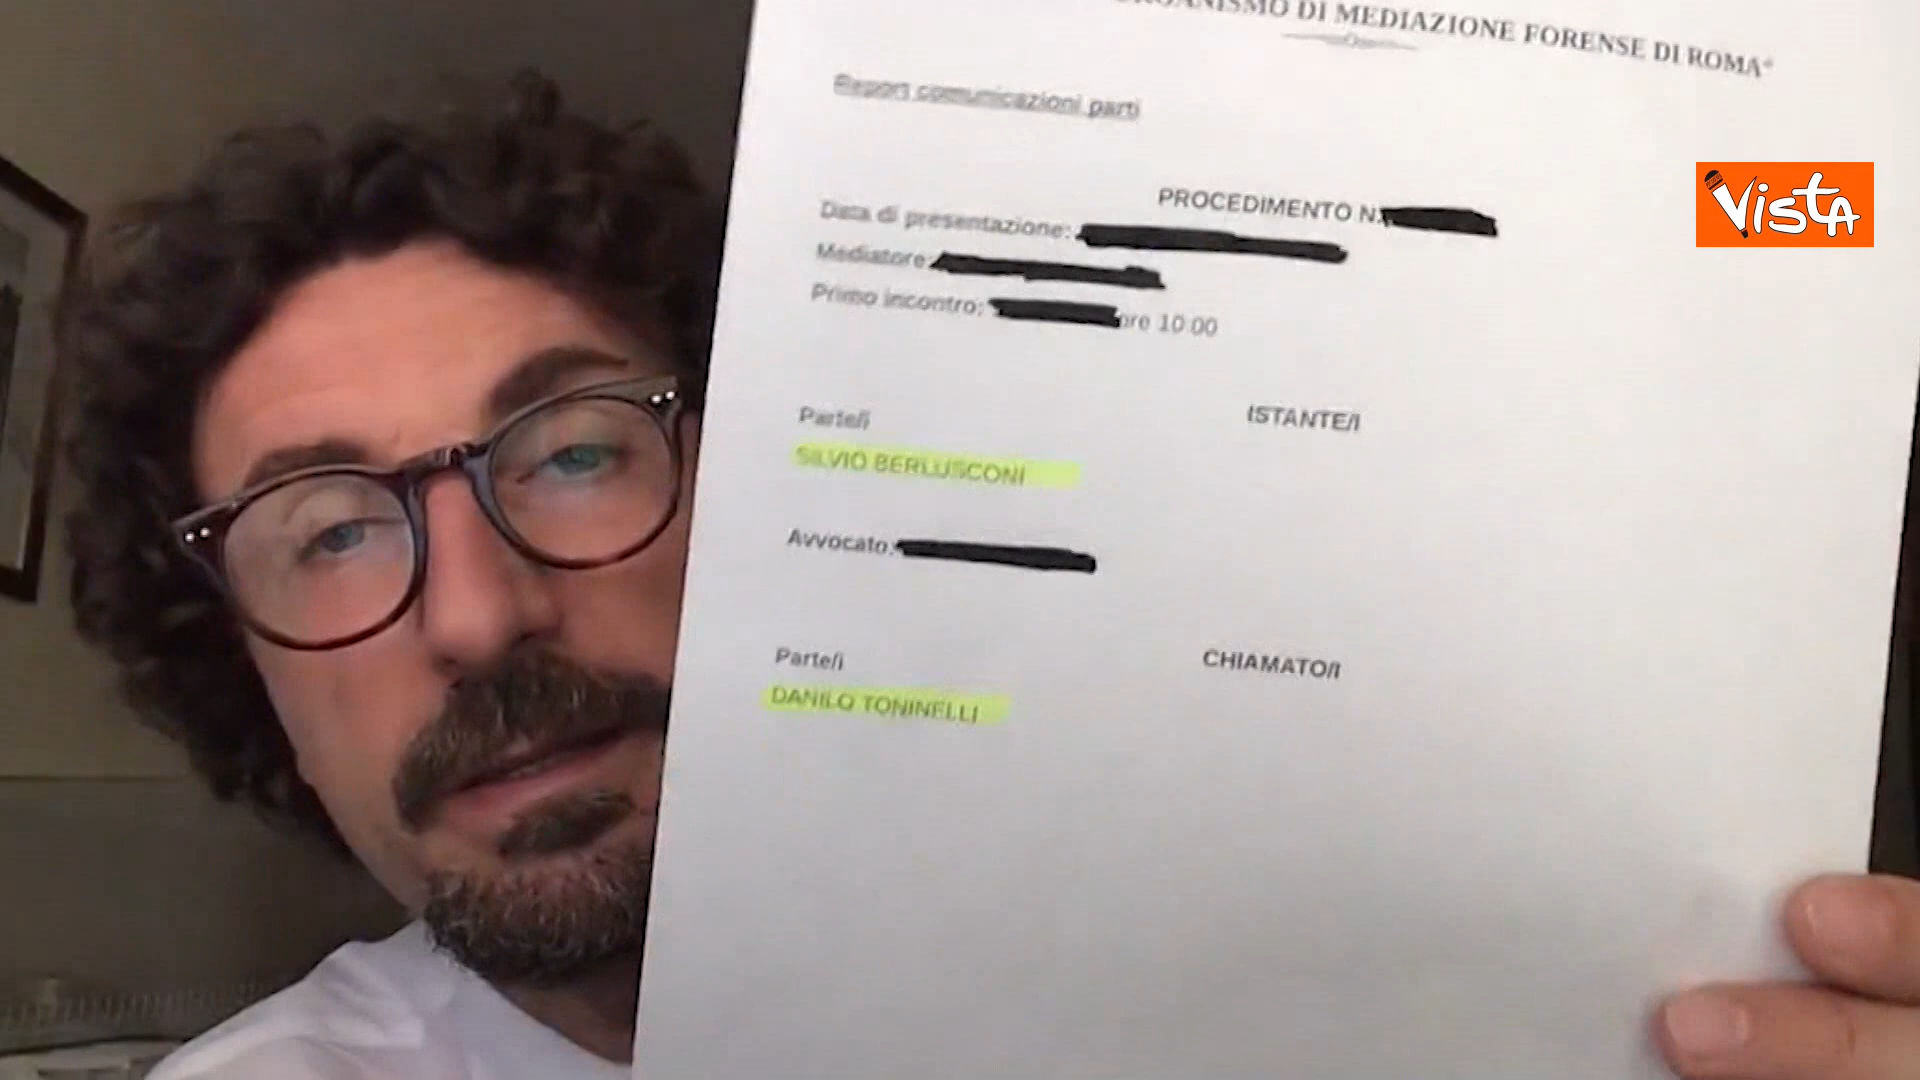 ORGANISMO DI MEDIAZIONE FORENSE DI ROMA
Report comunicazioni parti
VISTA
PROCEDIMENTO N.
Data di presentazione:
Mediatore:
Primo incontro: ore 10:00
Parte/i
ISTANTE/I
SILVIO BERLUSCONI
Avvocato:
Parte/i
CHIAMATO/I
DANILO TONINELLI